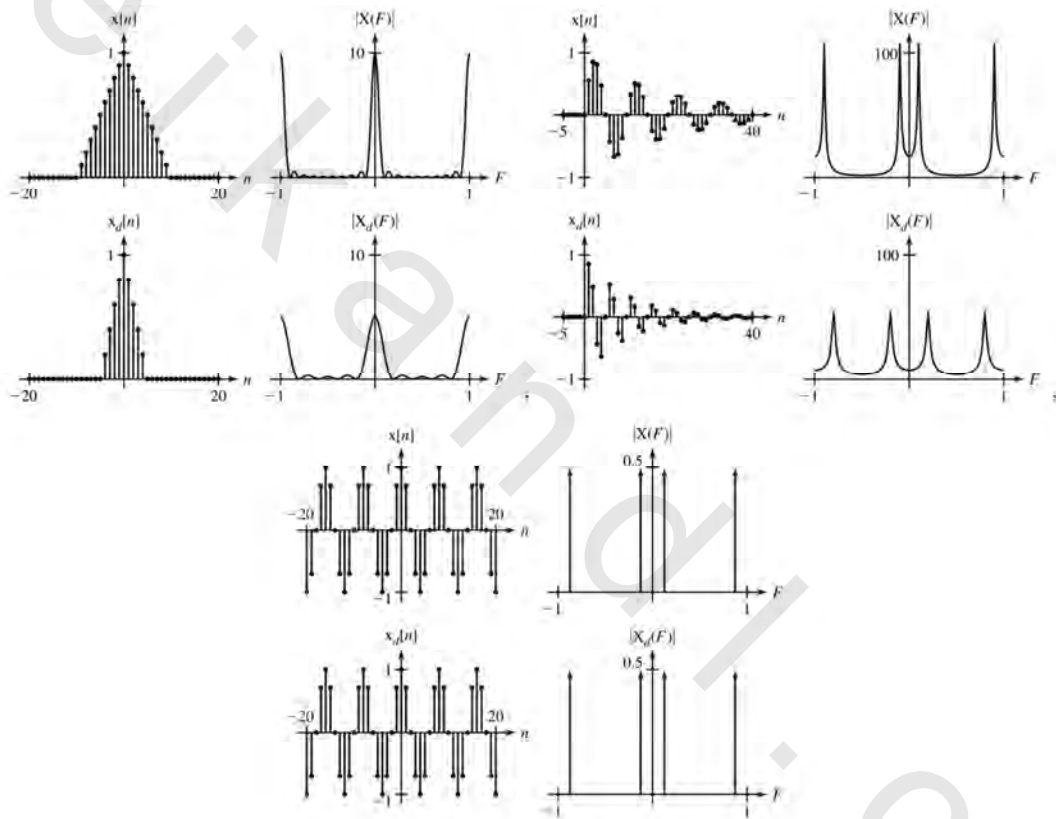 x[n] |X(F)| x[n] |X(F)|
1 10 1 100
−20 20 n −1 1 F −5 40 n −1 −1 1 F
x_d[n] |X_d(F)| x_d[n] |X_d(F)|
1 10 1 100
−20 20 n −1 1 F , −5 40 n −1 −1 1 F ;
x[n] |X(F)|
1 0.5
−20 20 n −1 −1 1 F
x_d[n] |X_d(F)|
1 0.5
−20 20 n −1 1 F